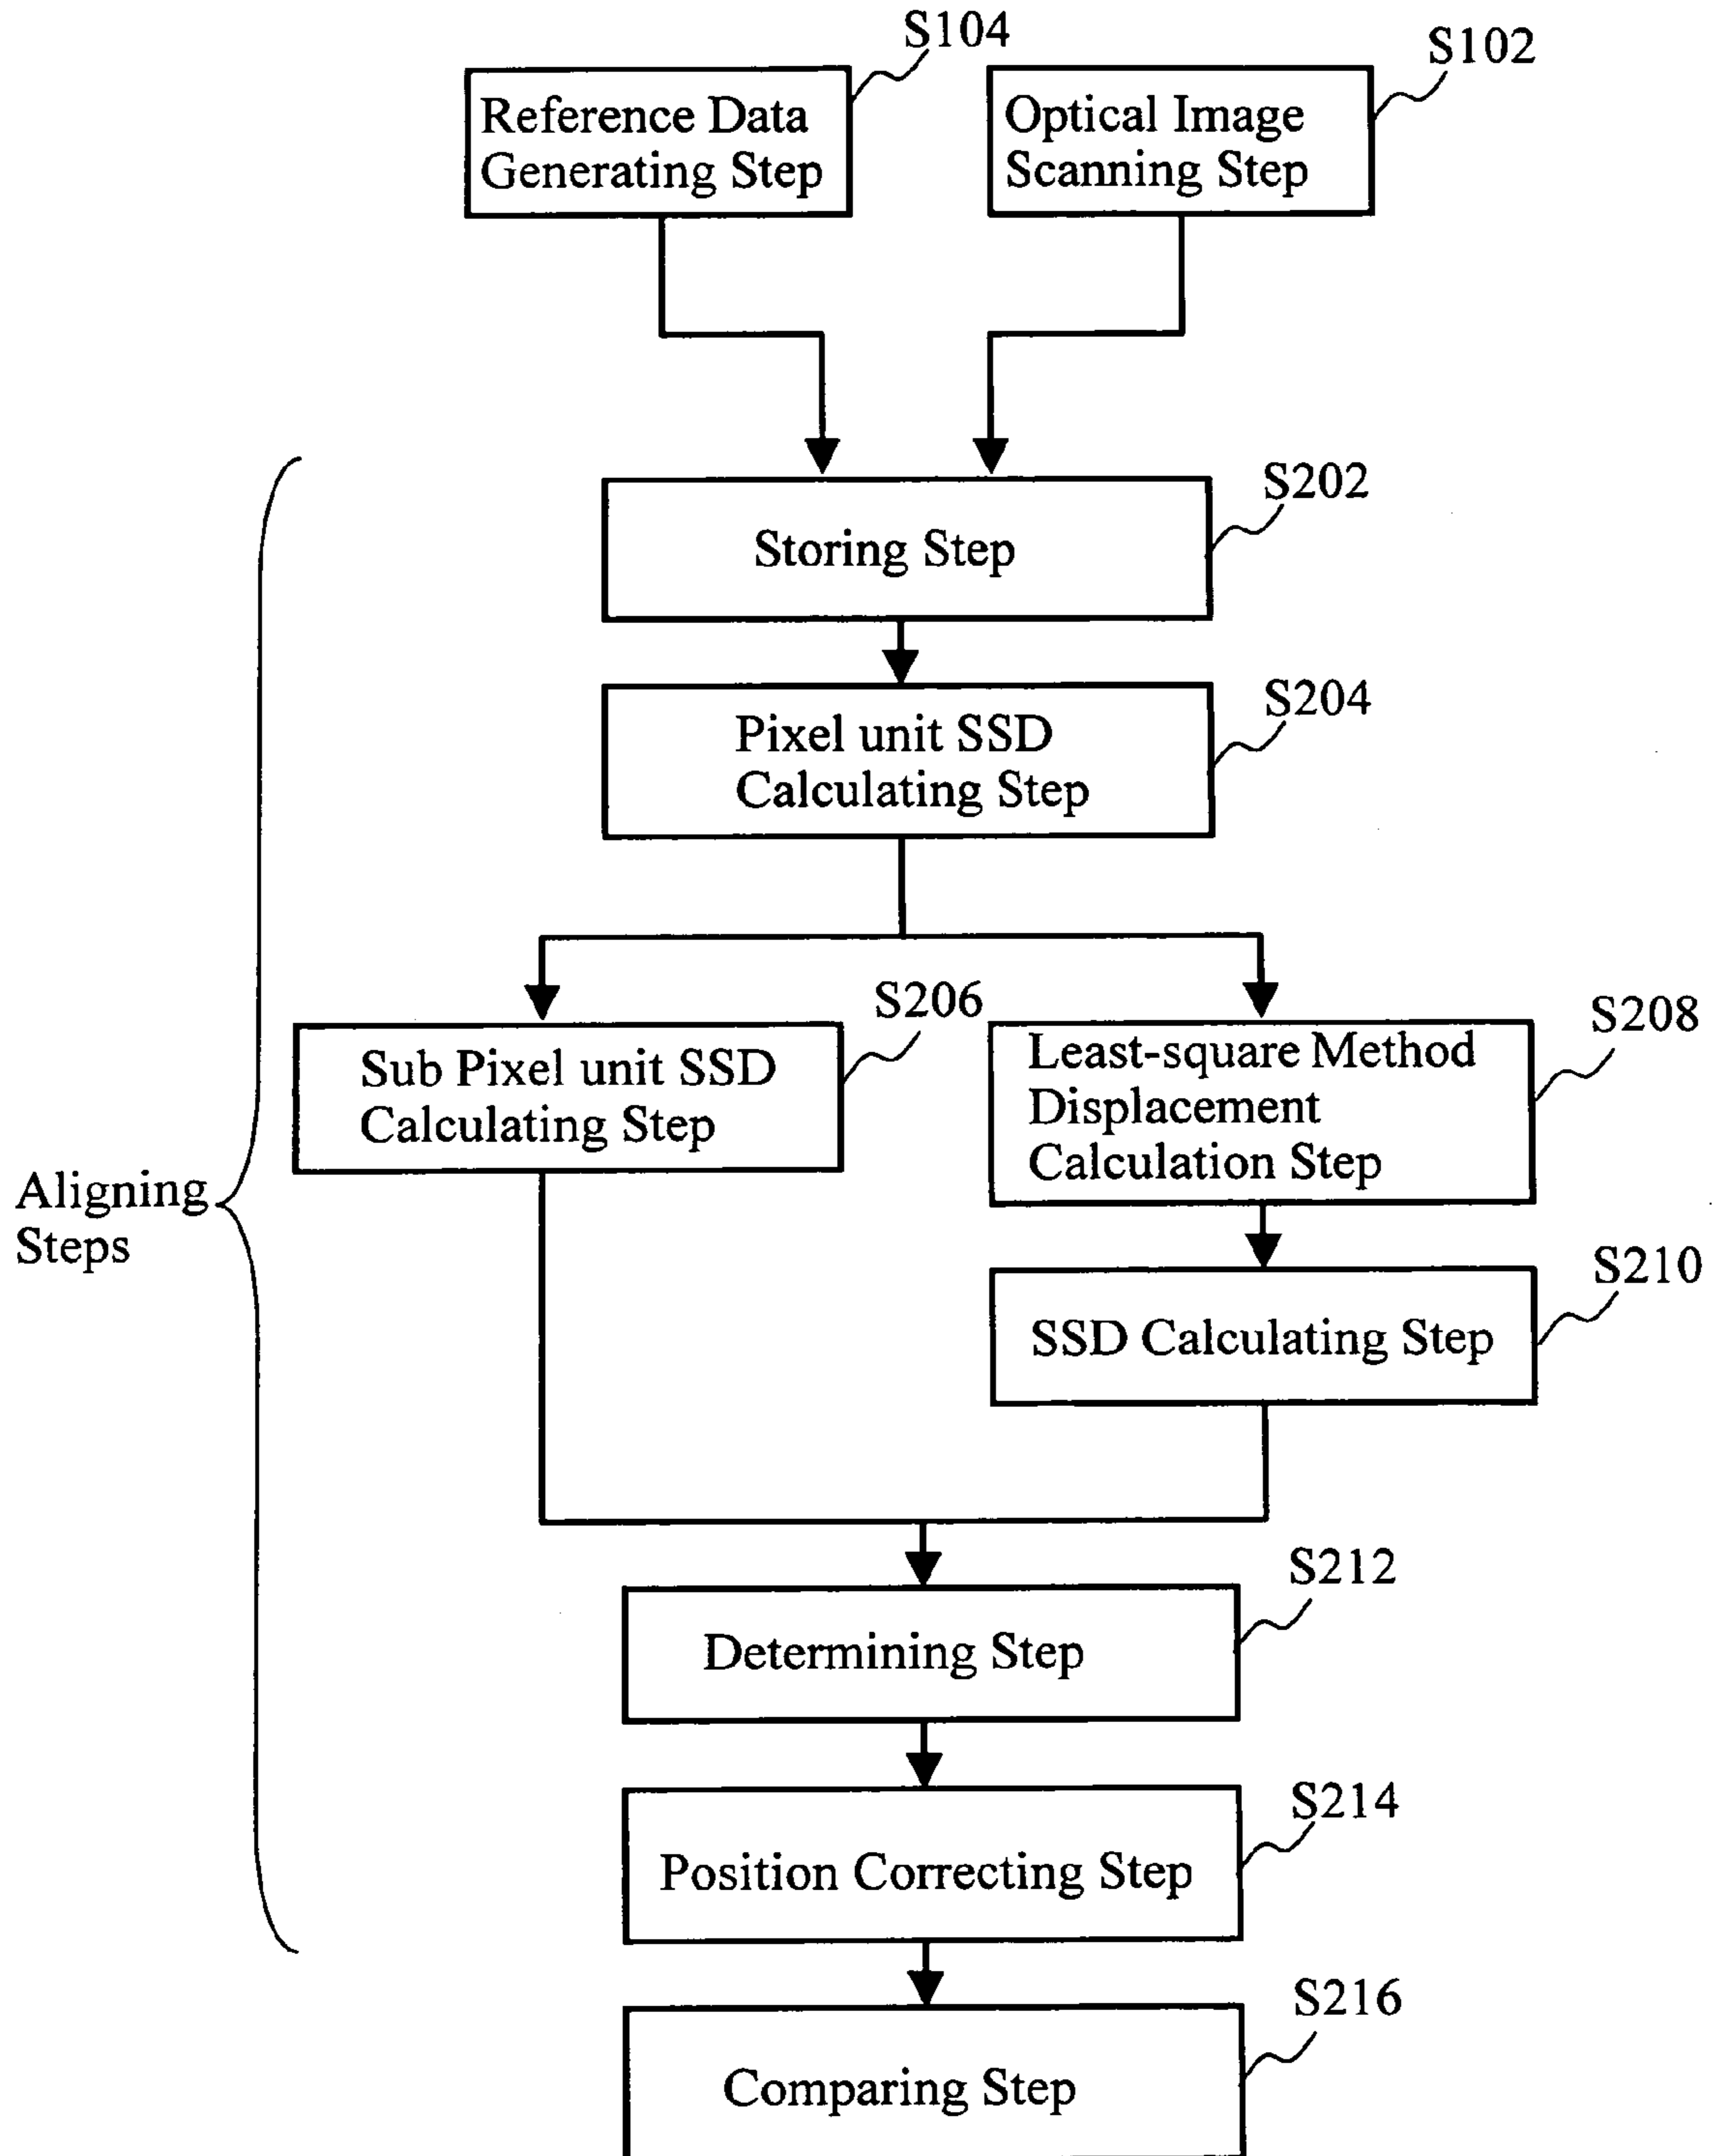 S104
S102
Reference Data
Generating Step
Optical Image
Scanning Step
S202
Storing Step
S204
Pixel unit SSD
Calculating Step
S206
S208
Sub Pixel unit SSD
Calculating Step
Least-square Method
Displacement
Calculation Step
Aligning
Steps
S210
SSD Calculating Step
S212
Determining Step
S214
Position Correcting Step
S216
Comparing Step